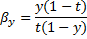 β_y = y(1 − t) / t(1 − y)